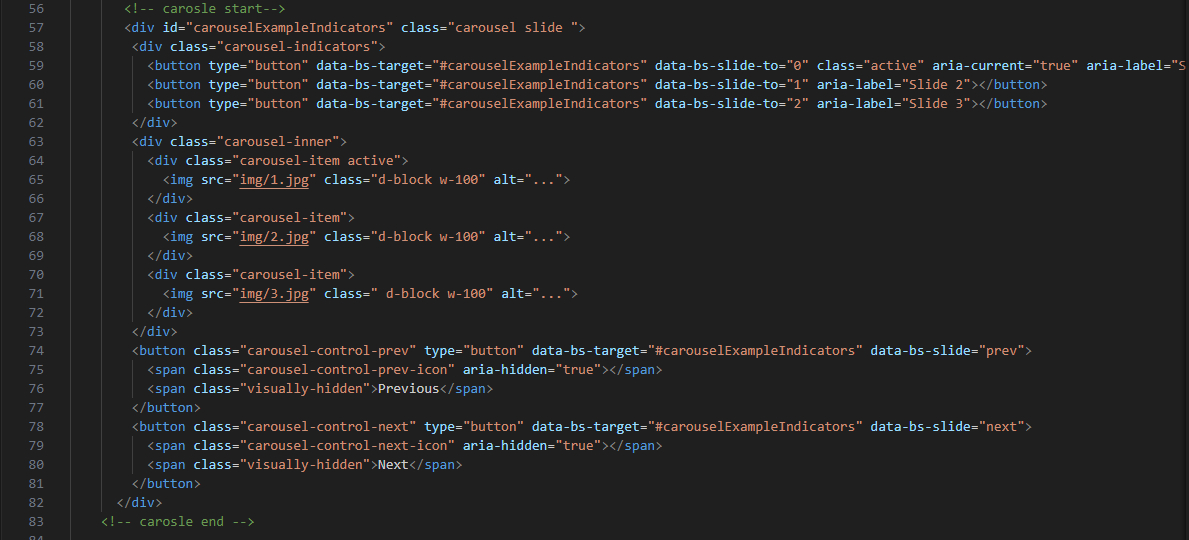 56 <!-- carosle start-->
57 <div id="carouselExampleIndicators" class="carousel slide ">
58 <div class="carousel-indicators">
59 <button type="button" data-bs-target="#carouselExampleIndicators" data-bs-slide-to="0" class="active" aria-current="true" aria-label="S
60 <button type="button" data-bs-target="#carouselExampleIndicators" data-bs-slide-to="1" aria-label="Slide 2"></button>
61 <button type="button" data-bs-target="#carouselExampleIndicators" data-bs-slide-to="2" aria-label="Slide 3"></button>
62 </div>
63 <div class="carousel-inner">
64 <div class="carousel-item active">
65 <img src="img/1.jpg" class="d-block w-100" alt="...">
66 </div>
67 <div class="carousel-item">
68 <img src="img/2.jpg" class="d-block w-100" alt="...">
69 </div>
70 <div class="carousel-item">
71 <img src="img/3.jpg" class=" d-block w-100" alt="...">
72 </div>
73 </div>
74 <button class="carousel-control-prev" type="button" data-bs-target="#carouselExampleIndicators" data-bs-slide="prev">
75 <span class="carousel-control-prev-icon" aria-hidden="true"></span>
76 <span class="visually-hidden">Previous</span>
77 </button>
78 <button class="carousel-control-next" type="button" data-bs-target="#carouselExampleIndicators" data-bs-slide="next">
79 <span class="carousel-control-next-icon" aria-hidden="true"></span>
80 <span class="visually-hidden">Next</span>
81 </button>
82 </div>
83 <!-- carosle end -->